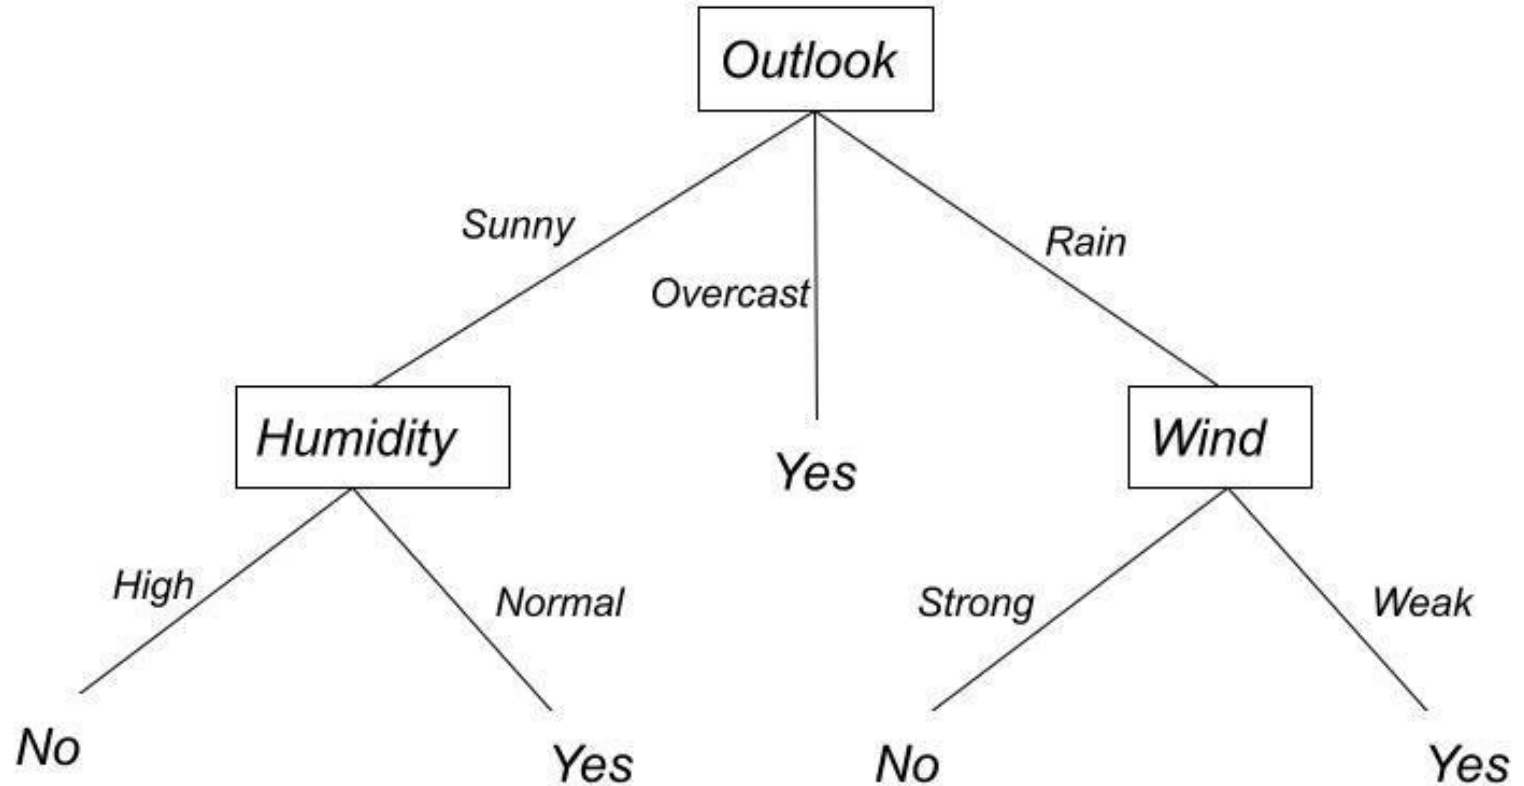 Outlook
Sunny
Rain
Overcast
Humidity
Yes
Wind
High
Normal
Strong
Weak
No
Yes
No
Yes